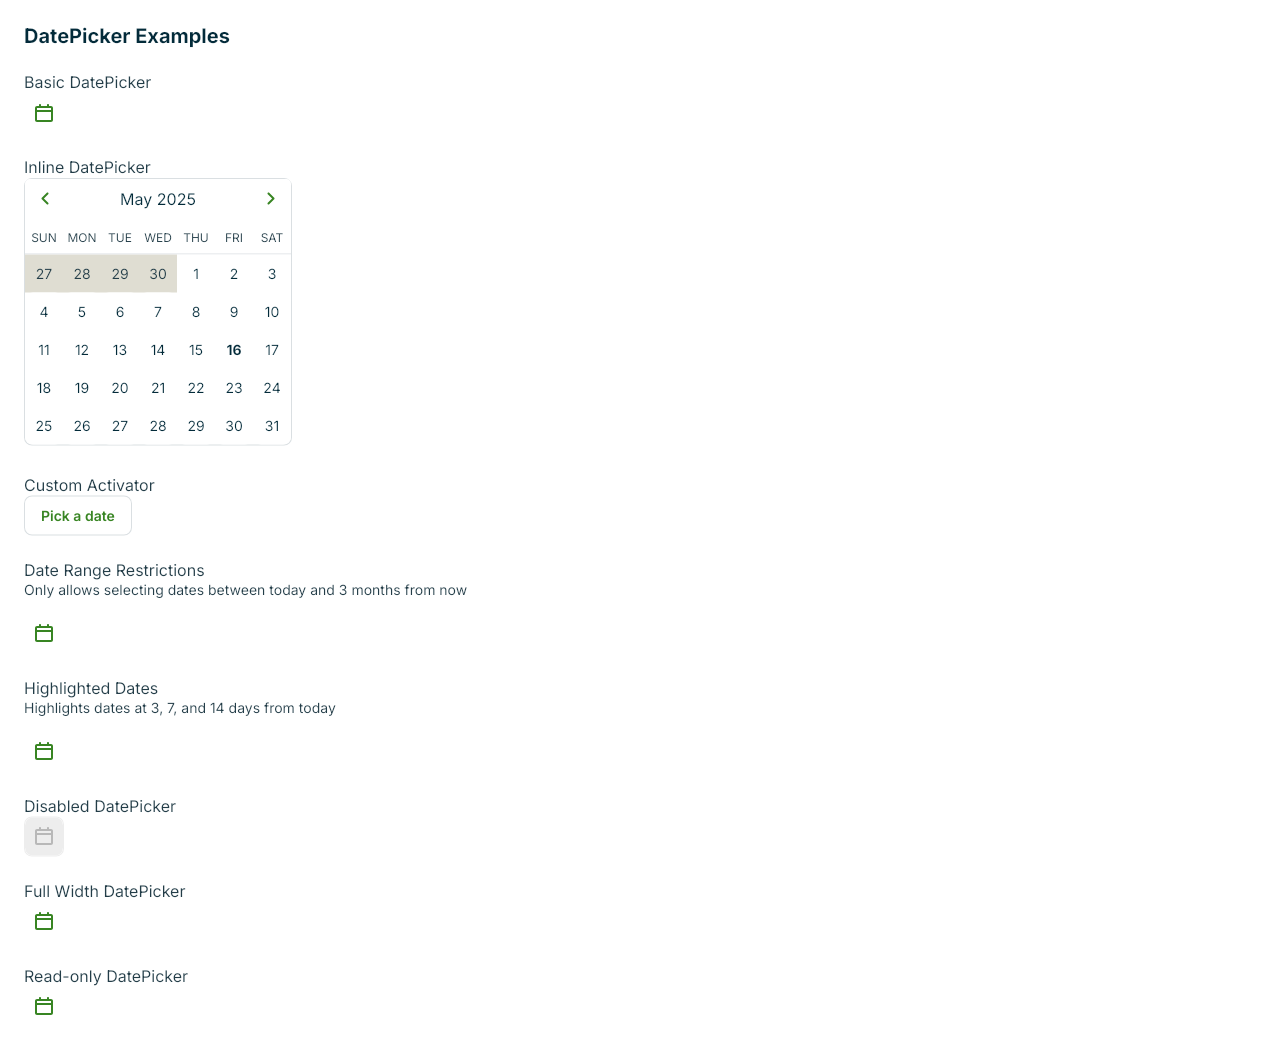 DatePicker Examples
Basic DatePicker
Inline DatePicker
May 2025
SUN MON TUE WED THU FRI SAT
27 28 29 30 1 2 3
4 5 6 7 8 9 10
11 12 13 14 15 16 17
18 19 20 21 22 23 24
25 26 27 28 29 30 31
Custom Activator
Pick a date
Date Range Restrictions
Only allows selecting dates between today and 3 months from now
Highlighted Dates
Highlights dates at 3, 7, and 14 days from today
Disabled DatePicker
Full Width DatePicker
Read-only DatePicker